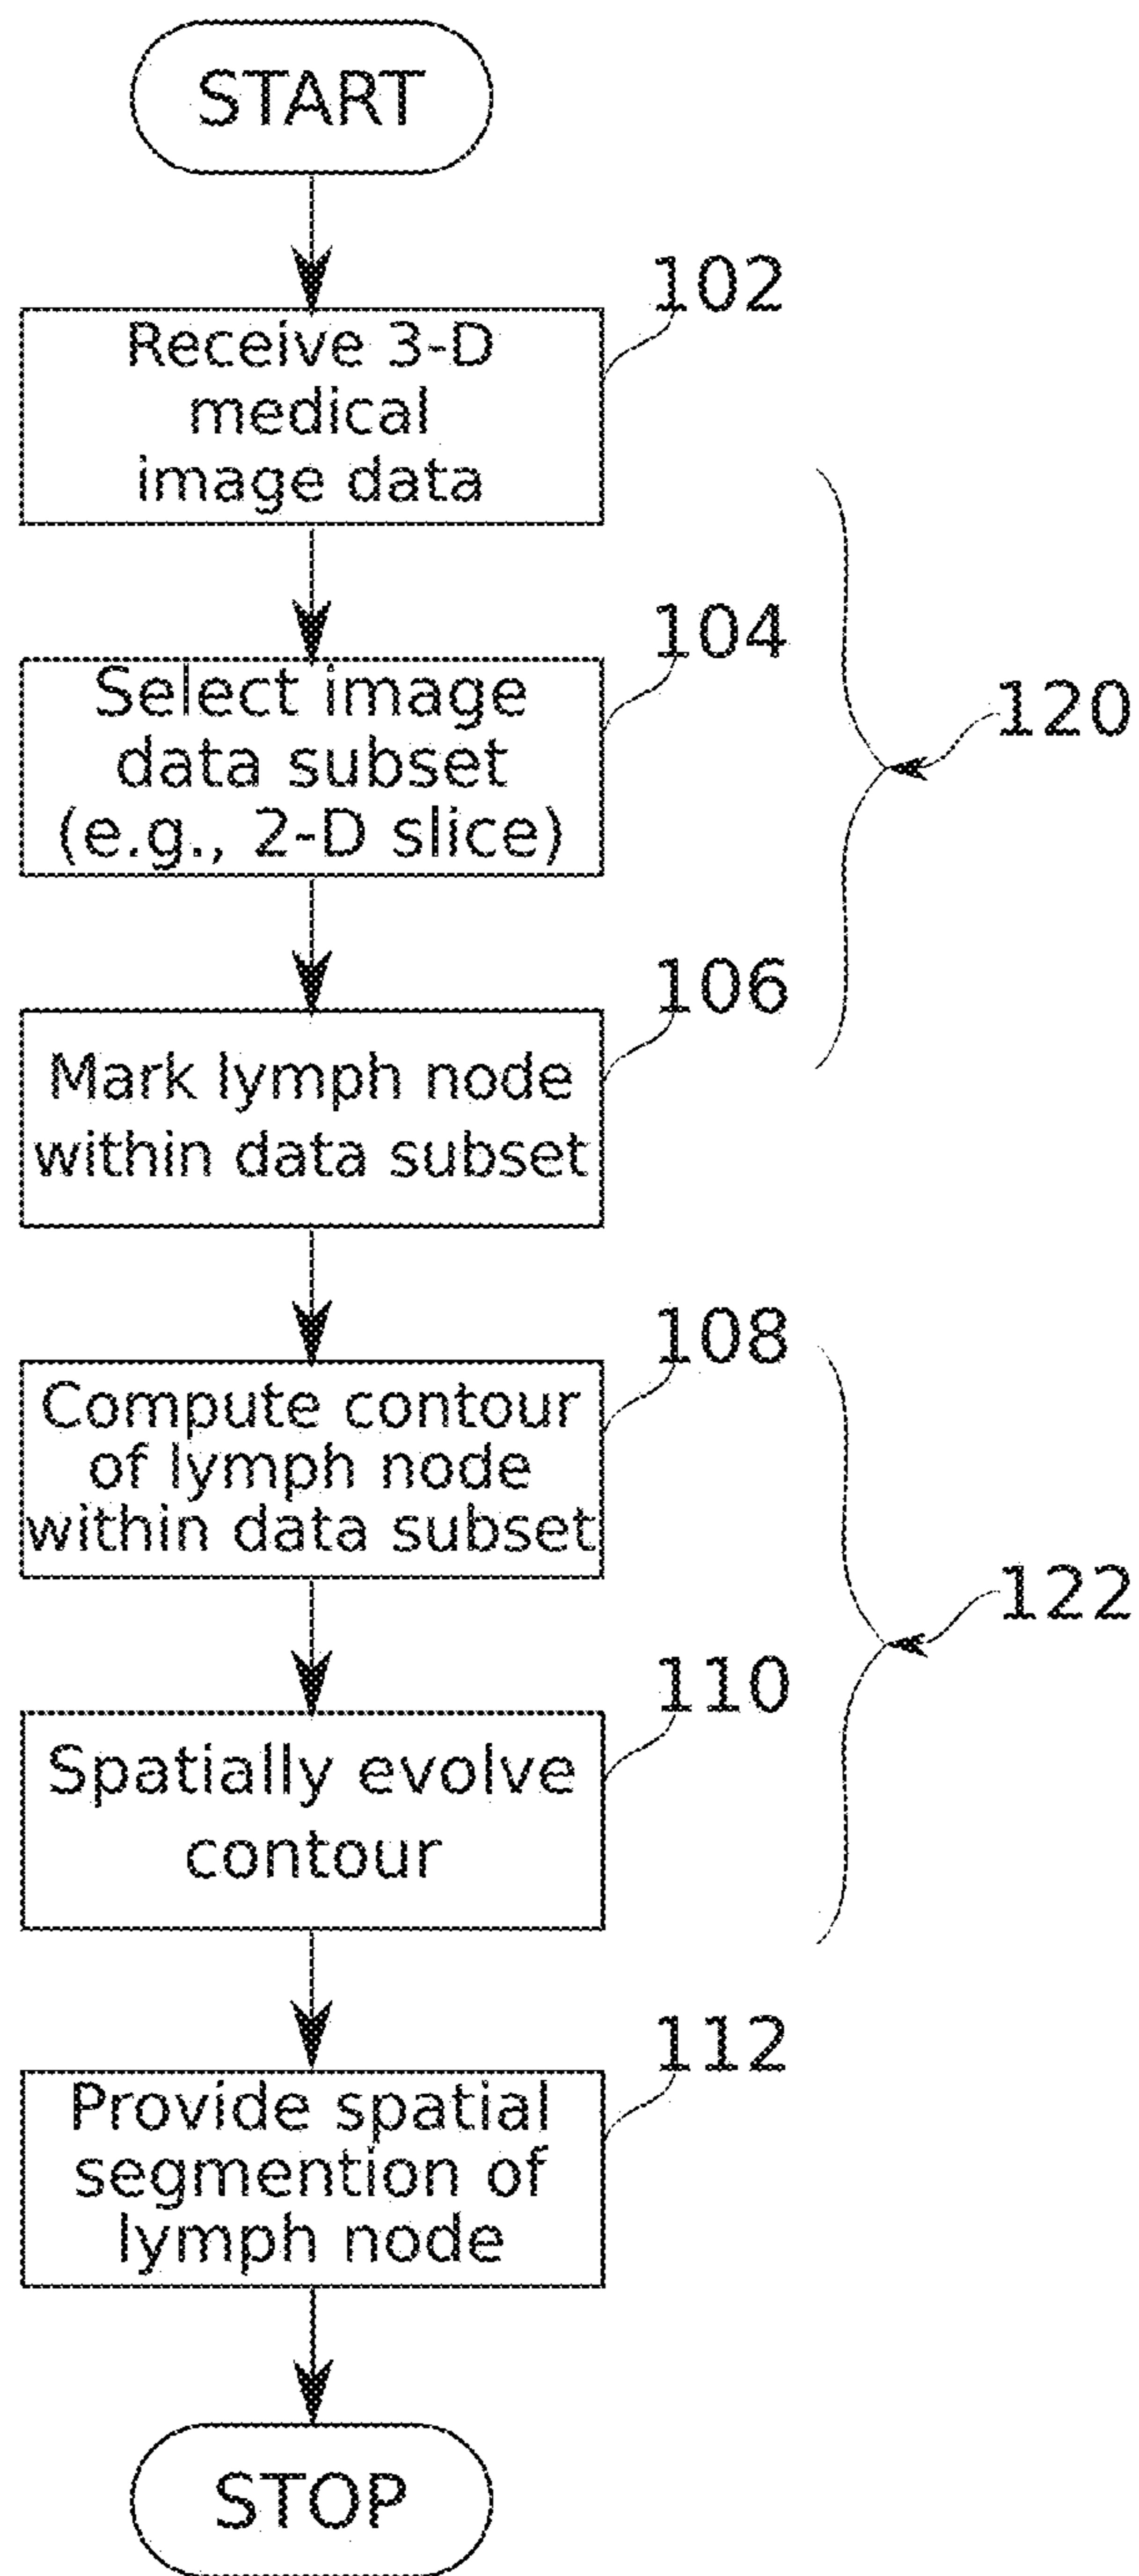 START
102
Receive 3-D
medical
image data
104
Select image
data subset
(e.g., 2-D slice)
120
106
Mark lymph node
within data subset
108
Compute contour
of lymph node
within data subset
122
110
Spatially evolve
contour
112
Provide spatial
segmention of
lymph node
STOP